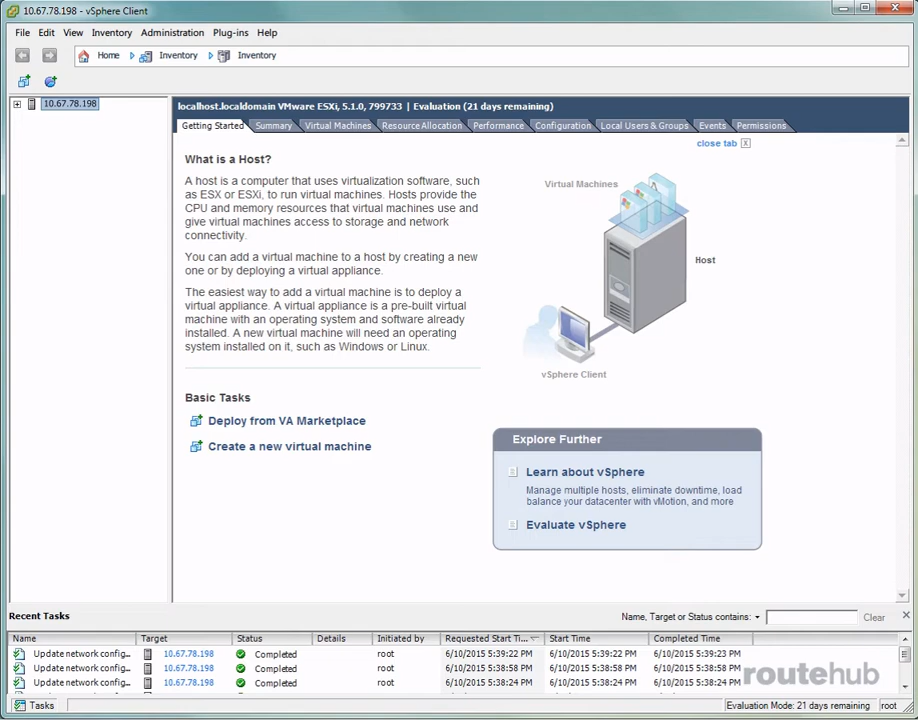 10.67.78.198 - vSphere Client
File Edit View Inventory Administration Plug-ins Help
Home Inventory Inventory
10.67.78.198
localhost.localdomain VMware ESXi, 5.1.0, 799733 | Evaluation (21 days remaining)
Getting Started Summary Virtual Machines Resource Allocation Performance Configuration Local Users & Groups Events Permissions
close tab X
What is a Host?
A host is a computer that uses virtualization software, such
as ESX or ESXi, to run virtual machines. Hosts provide the
CPU and memory resources that virtual machines use and
give virtual machines access to storage and network
connectivity.
You can add a virtual machine to a host by creating a new
one or by deploying a virtual appliance.
The easiest way to add a virtual machine is to deploy a
virtual appliance. A virtual appliance is a pre-built virtual
machine with an operating system and software already
installed. A new virtual machine will need an operating
system installed on it, such as Windows or Linux.
Virtual Machines
Host
vSphere Client
Basic Tasks
Deploy from VA Marketplace
Create a new virtual machine
Explore Further
Learn about vSphere
Manage multiple hosts, eliminate downtime, load
balance your datacenter with vMotion, and more
Evaluate vSphere
Recent Tasks
Name, Target or Status contains: Clear
Name Target Status Details Initiated by Requested Start Ti... Start Time Completed Time
Update network config... 10.67.78.198 Completed root 6/10/2015 5:39:22 PM 6/10/2015 5:39:22 PM 6/10/2015 5:39:23 PM
Update network config... 10.67.78.198 Completed root 6/10/2015 5:38:58 PM 6/10/2015 5:38:58 PM 6/10/2015 5:38:58 PM
Update network config... 10.67.78.198 Completed root 6/10/2015 5:38:24 PM 6/10/2015 5:38:24 PM 6/10/2015 5:38:24 PM
routehub
Tasks
Evaluation Mode: 21 days remaining root